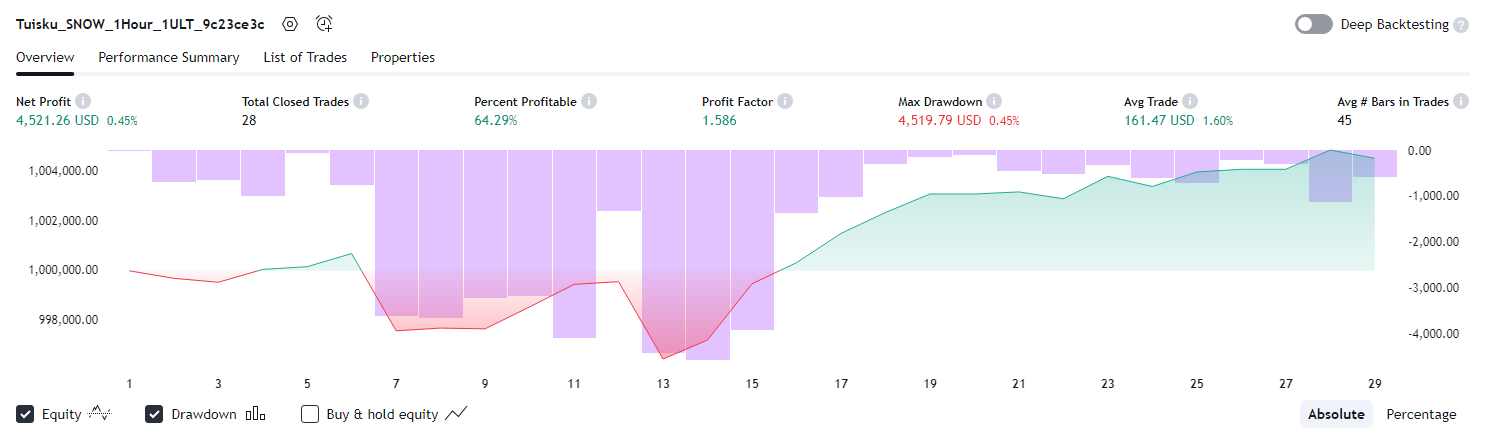 Tuisku_SNOW_1Hour_1ULT_9c23ce3c Deep Backtesting ?
Overview Performance Summary List of Trades Properties
Net Profit i Total Closed Trades i Percent Profitable i Profit Factor i Max Drawdown i Avg Trade i Avg # Bars in Trades i
4,521.26 USD 0.45% 28 64.29% 1.586 4,519.79 USD 0.45% 161.47 USD 1.60% 45
0.00
1,004,000.00
-1,000.00
1,002,000.00
-2,000.00
1,000,000.00
-3,000.00
998,000.00
-4,000.00
1 3 5 7 9 11 13 15 17 19 21 23 25 27 29
Equity Drawdown Buy & hold equity Absolute Percentage